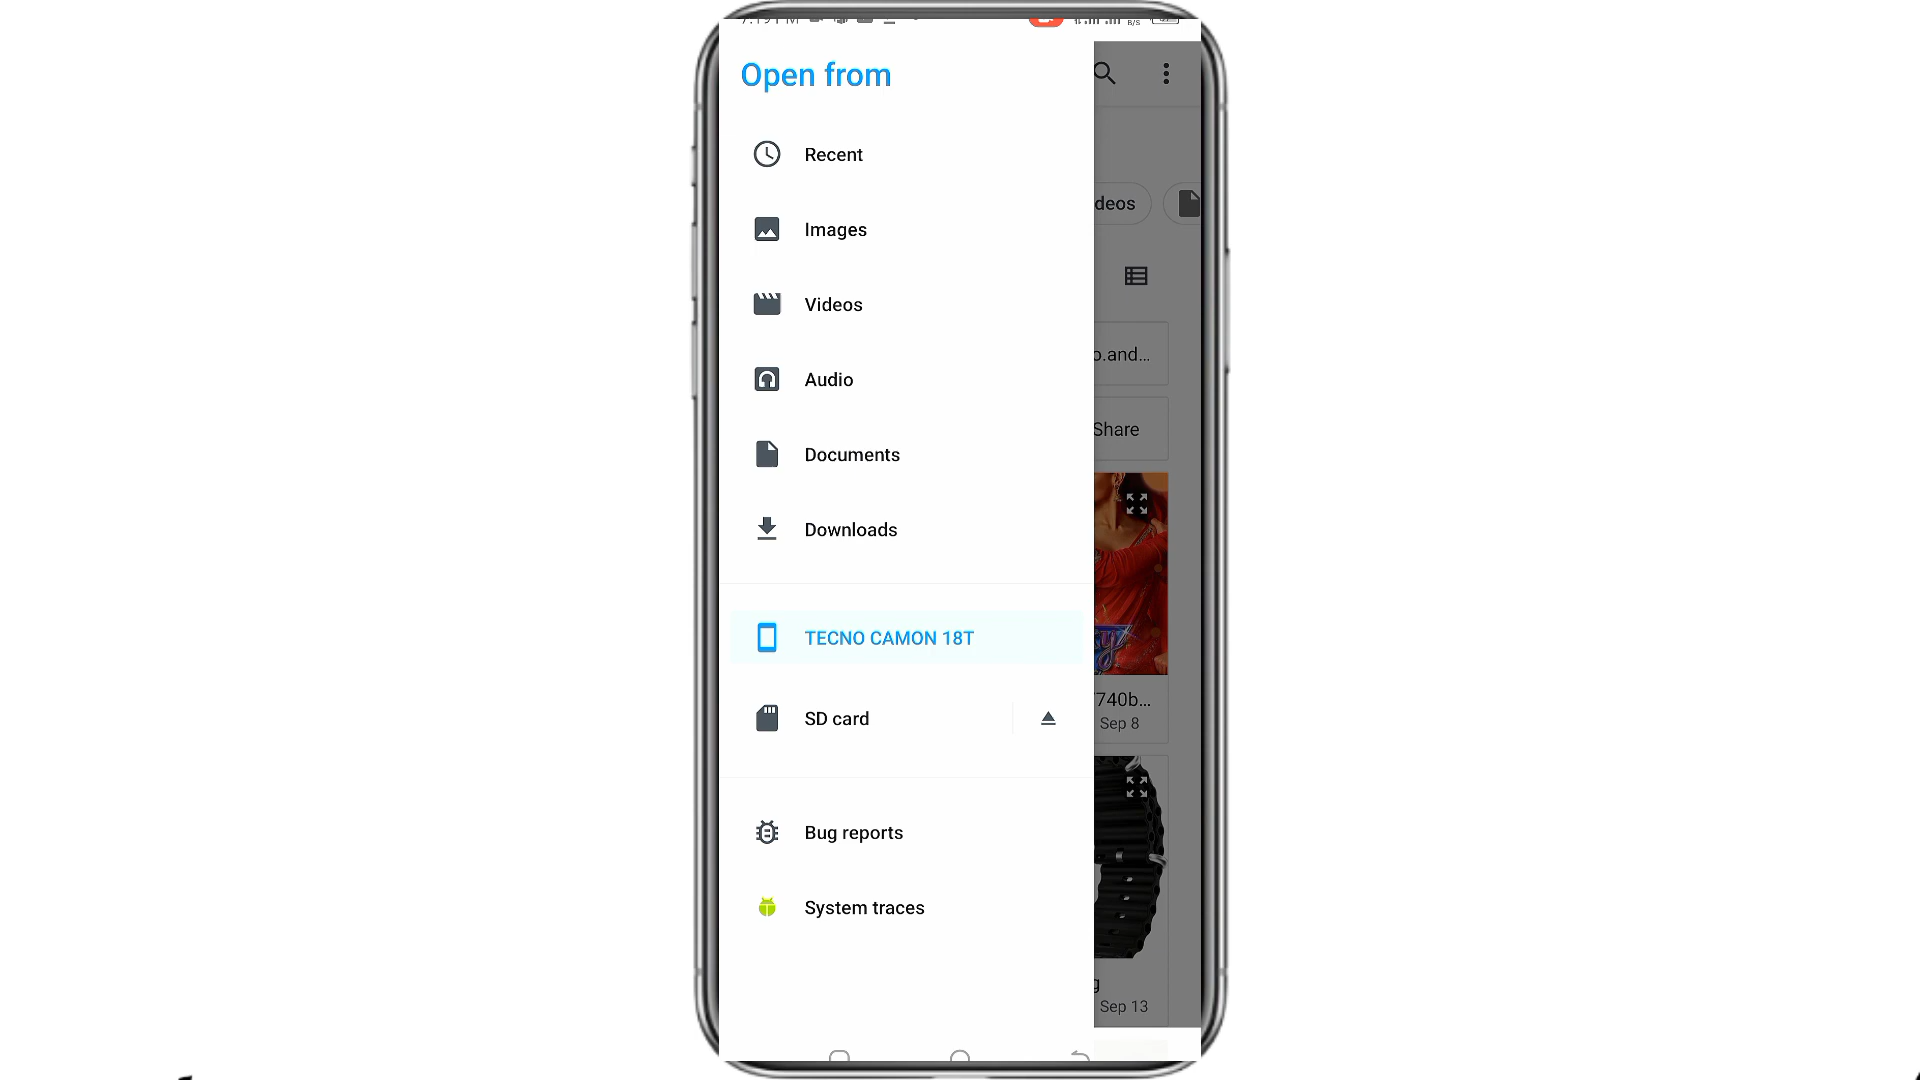 Open from
Recent
Images
Videos
Audio
Documents
Downloads
TECNO CAMON 18T
SD card
Bug reports
System traces
deos
o.and...
Share
740b...
Sep 8
g
Sep 13